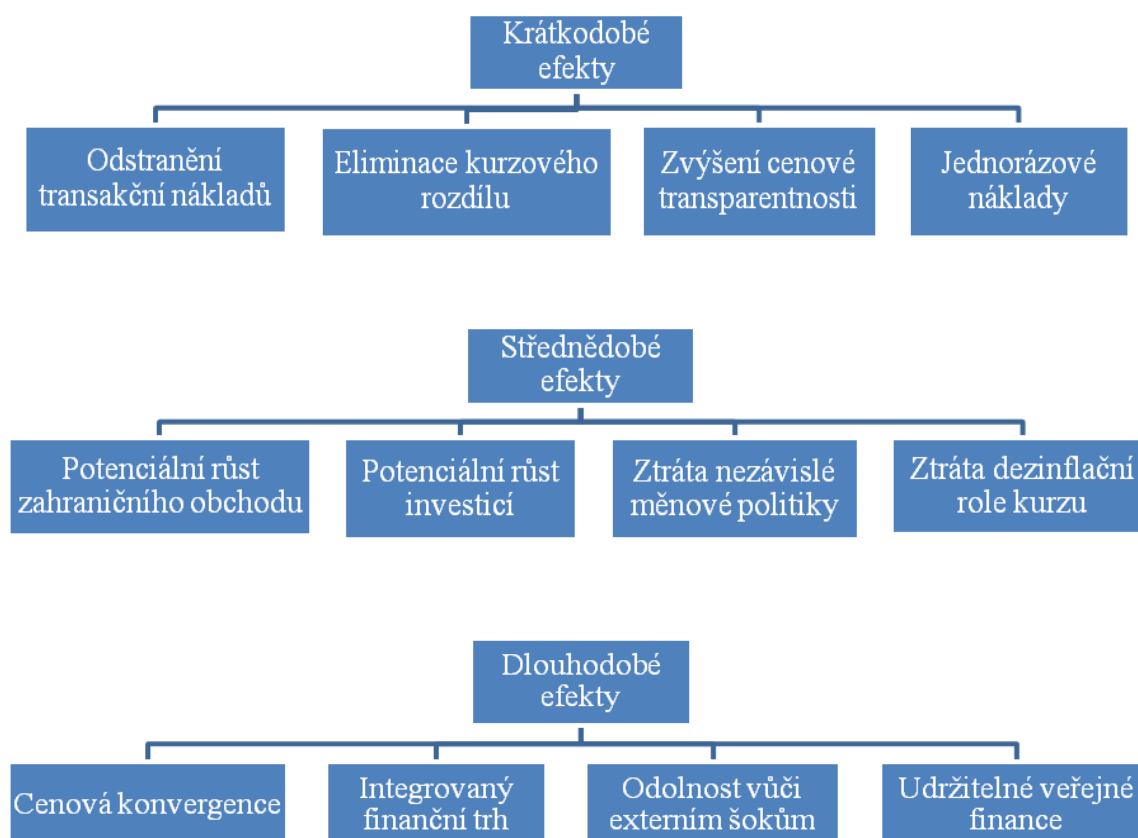 Krátkodobé
efekty
Odstranění
transakční nákladů
Eliminace kurzového
rozdílu
Zvýšení cenové
transparentnosti
Jednorázové
náklady
Střednědobé
efekty
Potenciální růst
zahraničního obchodu
Potenciální růst
investicí
Ztráta nezávislé
měnové politiky
Ztráta dezinflační
role kurzu
Dlouhodobé
efekty
Cenová konvergence
Integrovaný
finanční trh
Odolnost vůči
externím šokům
Udržitelné veřejné
finance